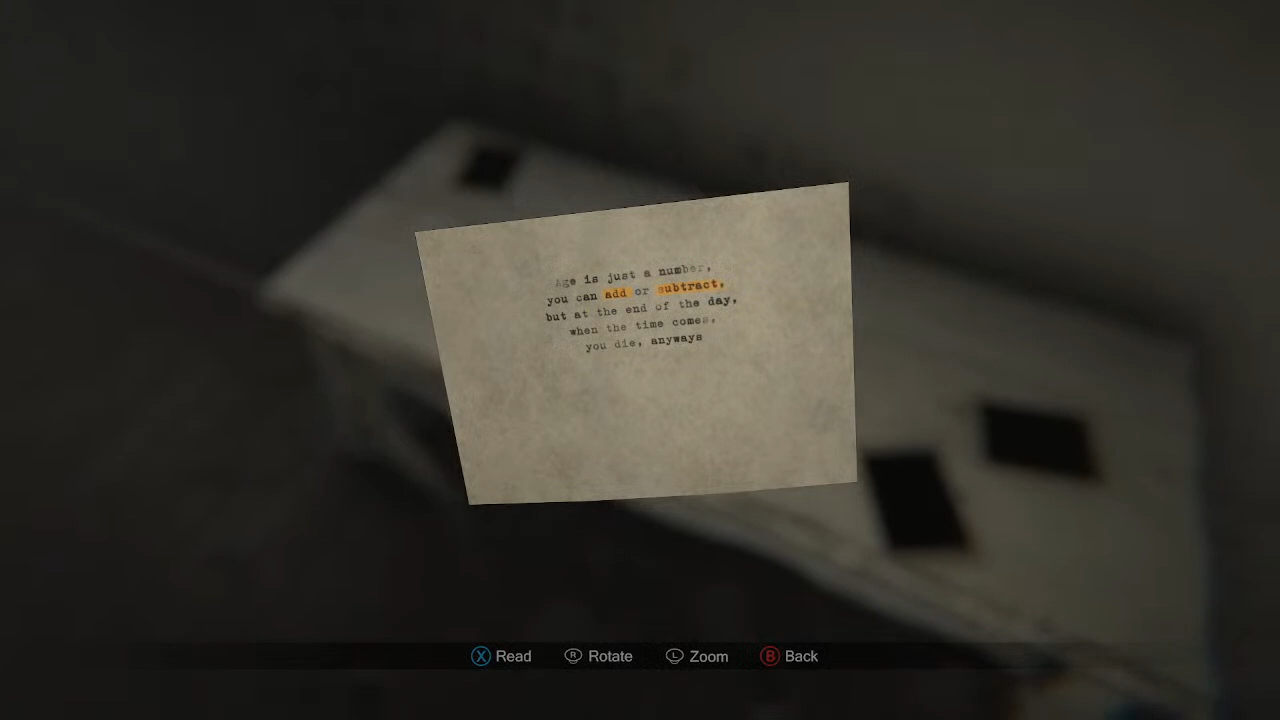 Age is just a number,
you can add or subtract,
but at the end of the day,
when the time comes,
you die, anyways
X Read R Rotate L Zoom B Back